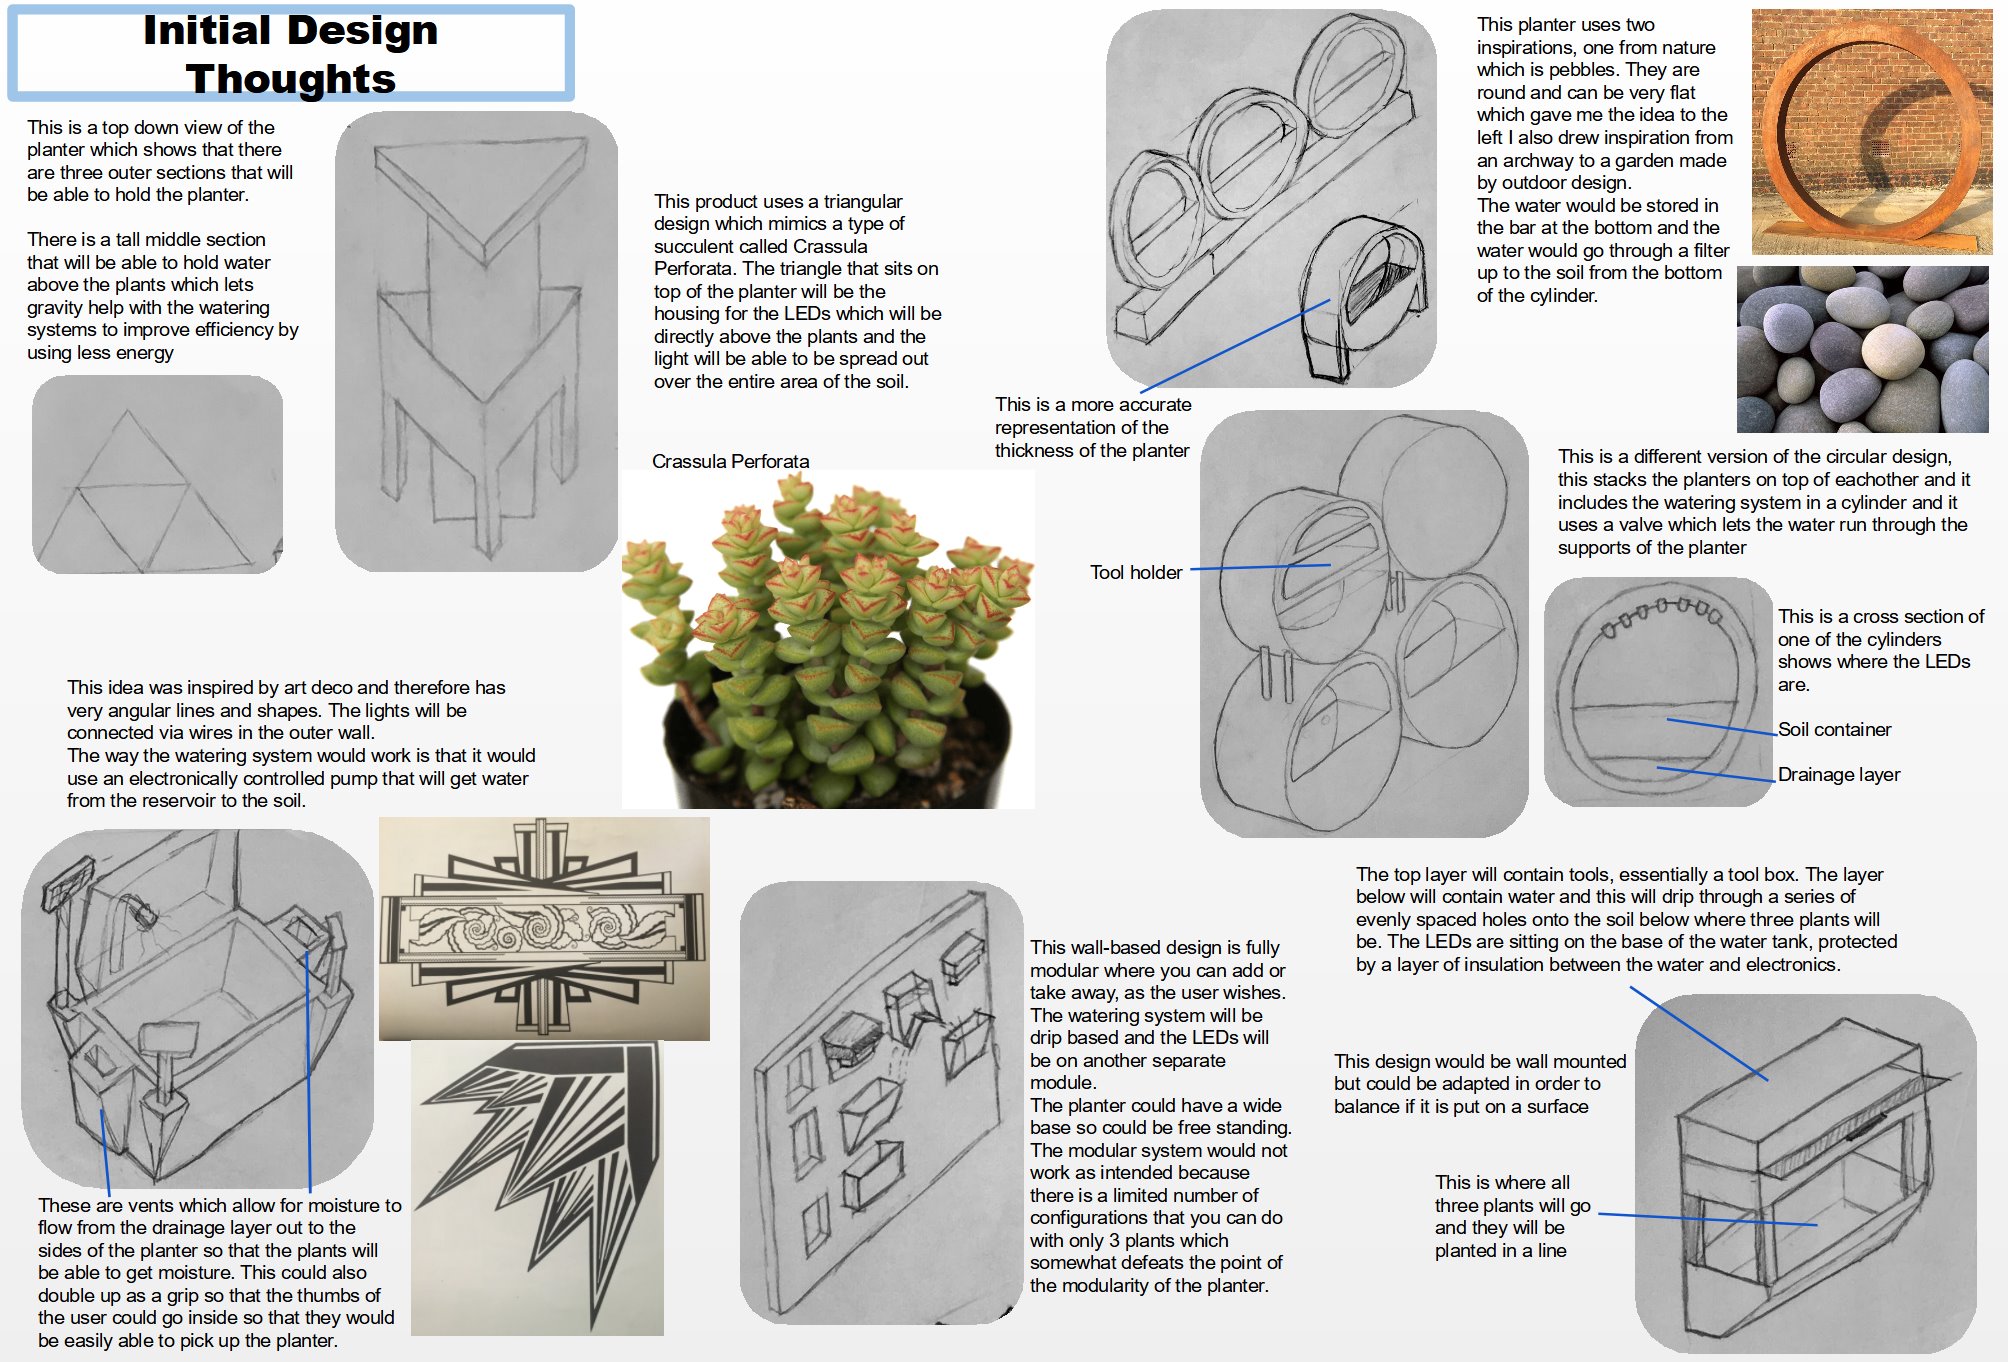 Initial Design
Thoughts
This is a top down view of the
planter which shows that there
are three outer sections that will
be able to hold the planter.
There is a tall middle section
that will be able to hold water
above the plants which lets
gravity help with the watering
systems to improve efficiency by
using less energy
This product uses a triangular
design which mimics a type of
succulent called Crassula
Perforata. The triangle that sits on
top of the planter will be the
housing for the LEDs which will be
directly above the plants and the
light will be able to be spread out
over the entire area of the soil.
Crassula Perforata
This idea was inspired by art deco and therefore has
very angular lines and shapes. The lights will be
connected via wires in the outer wall.
The way the watering system would work is that it would
use an electronically controlled pump that will get water
from the reservoir to the soil.
These are vents which allow for moisture to
flow from the drainage layer out to the
sides of the planter so that the plants will
be able to get moisture. This could also
double up as a grip so that the thumbs of
the user could go inside so that they would
be easily able to pick up the planter.
This planter uses two
inspirations, one from nature
which is pebbles. They are
round and can be very flat
which gave me the idea to the
left I also drew inspiration from
an archway to a garden made
by outdoor design.
The water would be stored in
the bar at the bottom and the
water would go through a filter
up to the soil from the bottom
of the cylinder.
This is a more accurate
representation of the
thickness of the planter
This is a different version of the circular design,
this stacks the planters on top of eachother and it
includes the watering system in a cylinder and it
uses a valve which lets the water run through the
supports of the planter
Tool holder
This is a cross section of
one of the cylinders
shows where the LEDs
are.
Soil container
Drainage layer
This wall-based design is fully
modular where you can add or
take away, as the user wishes.
The watering system will be
drip based and the LEDs will
be on another separate
module.
The planter could have a wide
base so could be free standing.
The modular system would not
work as intended because
there is a limited number of
configurations that you can do
with only 3 plants which
somewhat defeats the point of
the modularity of the planter.
The top layer will contain tools, essentially a tool box. The layer
below will contain water and this will drip through a series of
evenly spaced holes onto the soil below where three plants will
be. The LEDs are sitting on the base of the water tank, protected
by a layer of insulation between the water and electronics.
This design would be wall mounted
but could be adapted in order to
balance if it is put on a surface
This is where all
three plants will go
and they will be
planted in a line